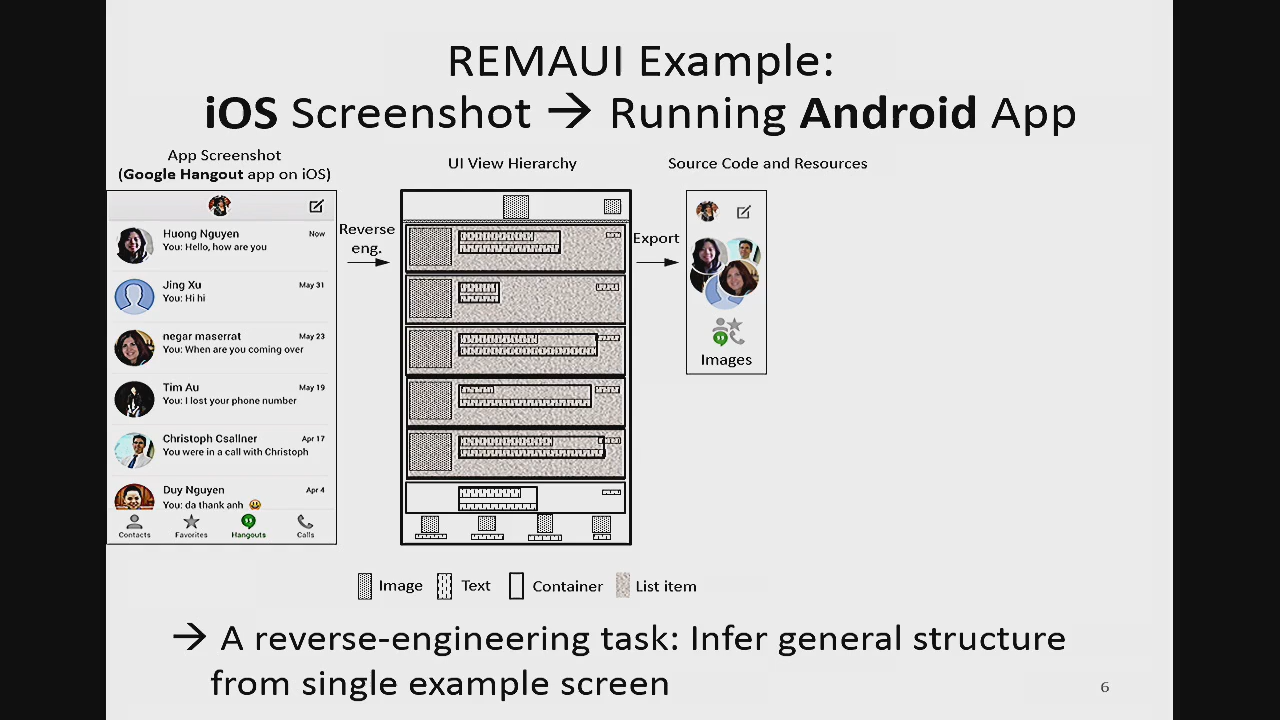 REMAUI Example:
iOS Screenshot → Running Android App
App Screenshot
(Google Hangout app on iOS)
UI View Hierarchy
Source Code and Resources
Huong Nguyen Now
You: Hello, how are you
Jing Xu May 31
You: Hi hi
negar maserrat May 23
You: When are you coming over
Tim Au May 19
You: I lost your phone number
Christoph Csallner Apr 17
You were in a call with Christoph
Duy Nguyen Apr 4
You: da thank anh
Contacts Favorites Hangouts Calls
Reverse
eng.
Export
Images
Image Text Container List item
→ A reverse-engineering task: Infer general structure
from single example screen
6